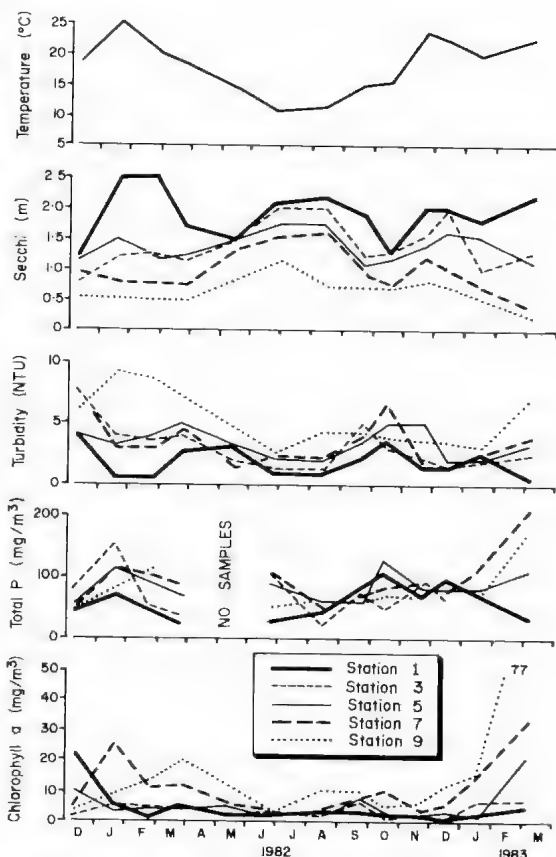 Temperature (°C)
25
20
15
10
5
Secchi (m)
2·5
2·0
1·5
1·0
0·5
0
Turbidity (NTU)
10
5
0
Total P (mg/m³)
200
100
0
NO SAMPLES
Chlorophyll a (mg/m³)
50
40
30
20
10
0
Station 1
Station 3
Station 5
Station 7
Station 9
77
D J F M A M J J A S O N D J F M
1982 1983